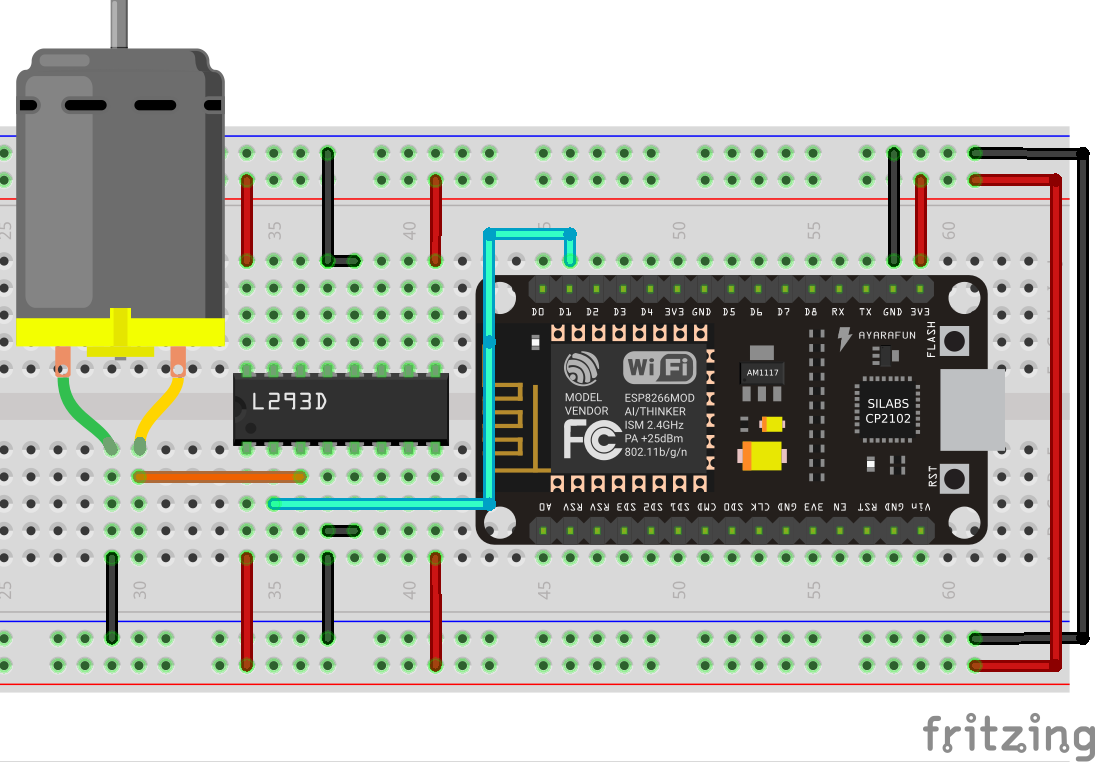 25
40
45
50
55
60
D0 D1 D2 D3 D4 3V3 GND D5 D6 D7 D8 RX TX GND 3V3
FLASH
AYARAFUN
WiFi
AM1117
L293D
MODEL
VENDOR
FC
ESP8266MOD
AI/THINKER
ISM 2.4GHz
PA +25dBm
802.11b/g/n
SILABS
CP2102
RST
A0 RSV RSV SD3 SD2 SD1 CMD SD0 CLK GND 3V3 EN RST GND Vin
25
30
35
40
45
50
55
60
fritzing